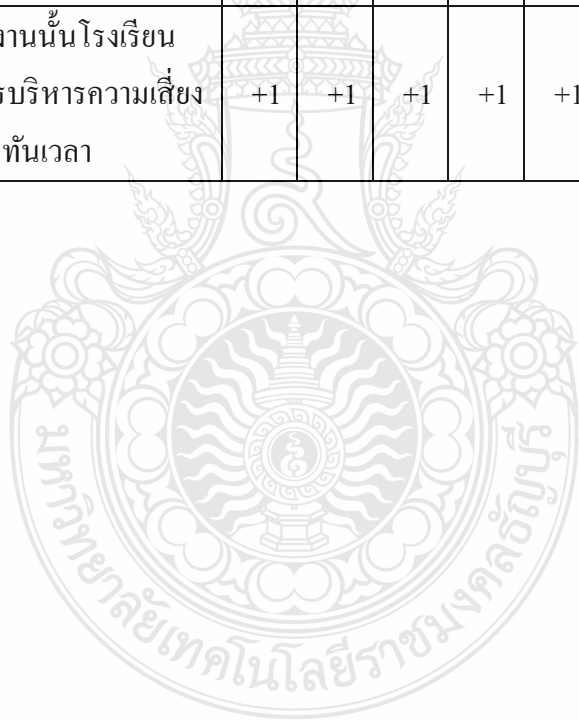 งานนั้นโรงเรียน
รบริหารความเสี่ยง +1 +1 +1 +1 +1
ทันเวลา
มหาวิทยาลัยเทคโนโลยีราชมงคลธัญบุรี